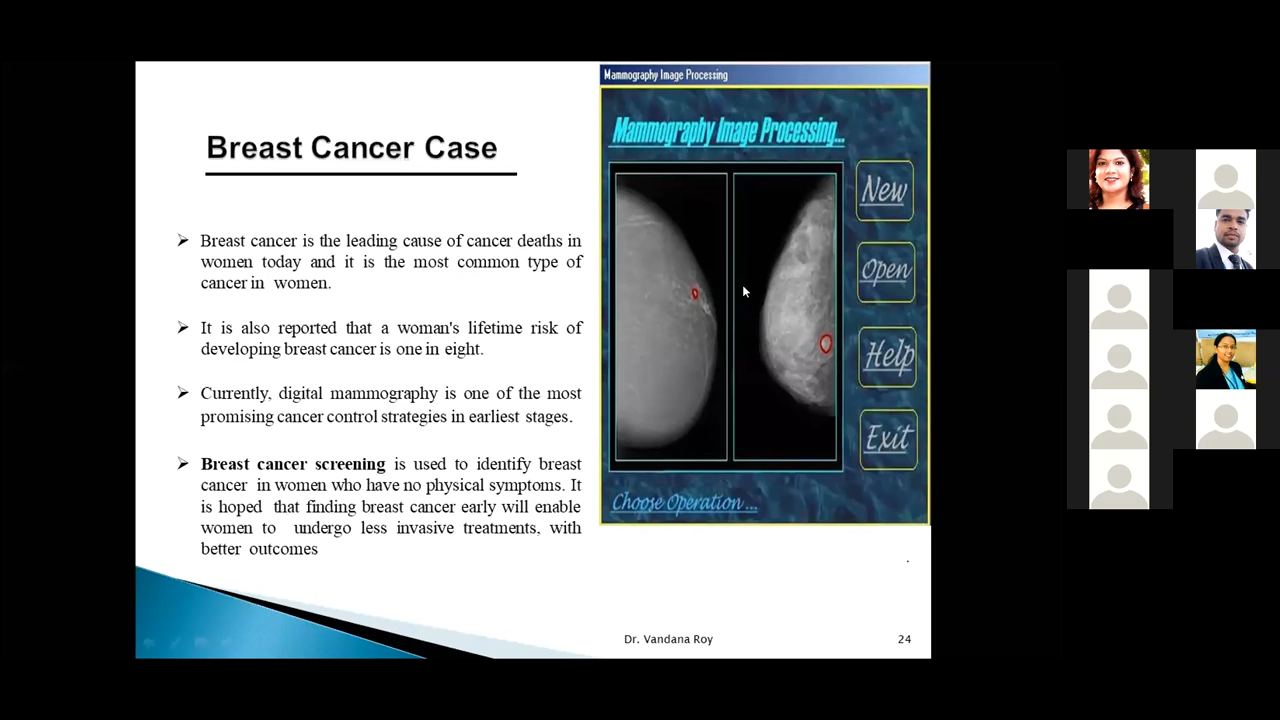 Breast Cancer Case
➢ Breast cancer is the leading cause of cancer deaths in
women today and it is the most common type of
cancer in women.
➢ It is also reported that a woman's lifetime risk of
developing breast cancer is one in eight.
➢ Currently, digital mammography is one of the most
promising cancer control strategies in earliest stages.
➢ Breast cancer screening is used to identify breast
cancer in women who have no physical symptoms. It
is hoped that finding breast cancer early will enable
women to undergo less invasive treatments, with
better outcomes
Mammography Image Processing
Mammography Image Processing...
New
Open
Help
Exit
Choose Operation ...
.
Dr. Vandana Roy
24